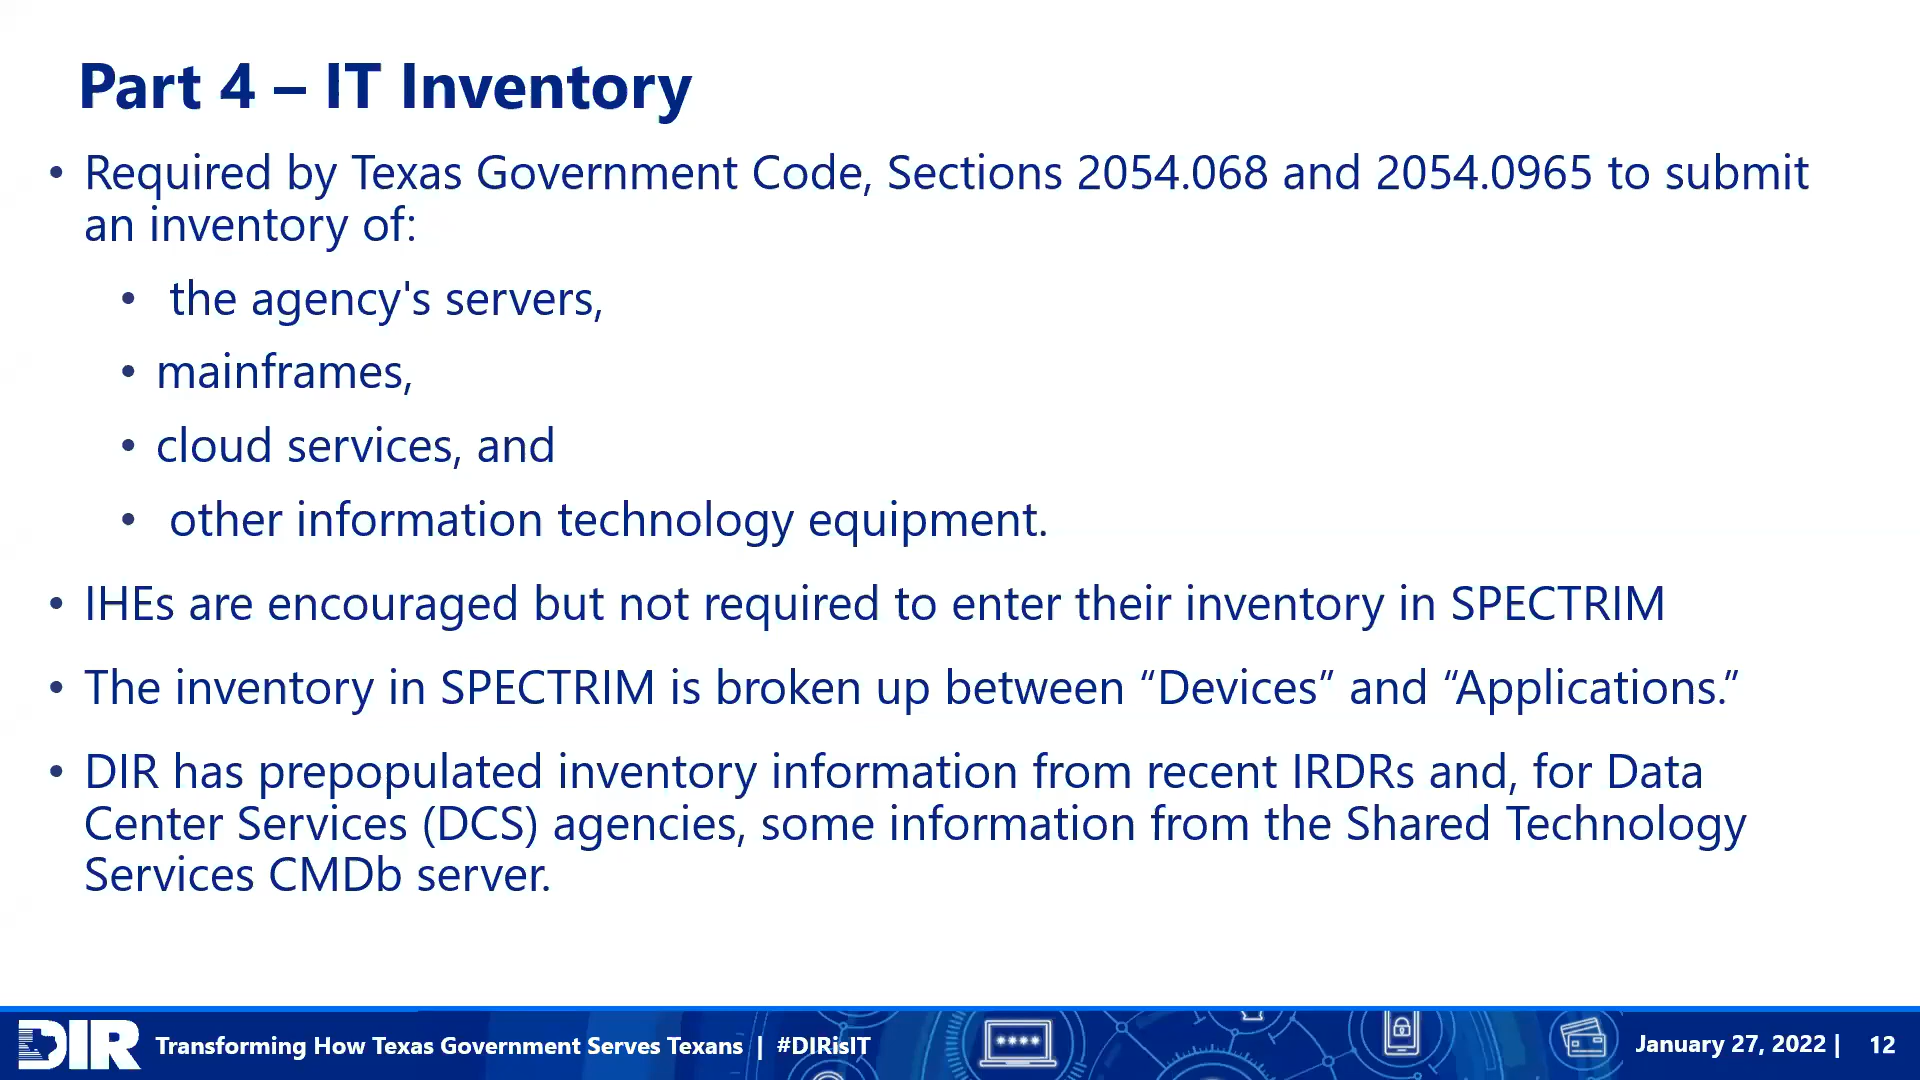 Part 4 – IT Inventory
• Required by Texas Government Code, Sections 2054.068 and 2054.0965 to submit
an inventory of:
• the agency's servers,
• mainframes,
• cloud services, and
• other information technology equipment.
• IHEs are encouraged but not required to enter their inventory in SPECTRIM
• The inventory in SPECTRIM is broken up between “Devices” and “Applications.”
• DIR has prepopulated inventory information from recent IRDRs and, for Data
Center Services (DCS) agencies, some information from the Shared Technology
Services CMDb server.
DIR Transforming How Texas Government Serves Texans | #DIRisIT
**** January 27, 2022 | 12